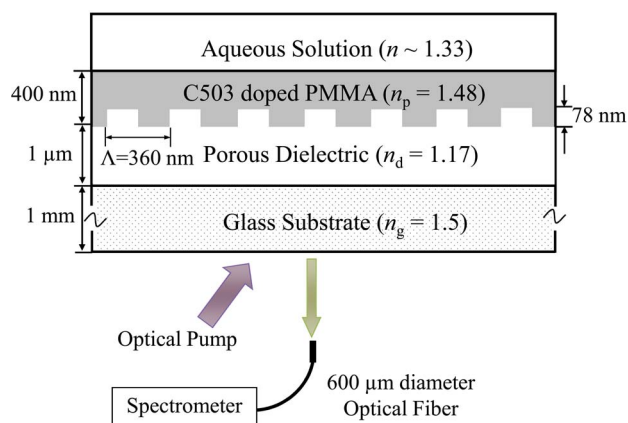 Aqueous Solution (n ~ 1.33)
400 nm
C503 doped PMMA (np = 1.48)
78 nm
1 μm
Λ=360 nm
Porous Dielectric (nd = 1.17)
1 mm
Glass Substrate (ng = 1.5)
Optical Pump
600 μm diameter
Optical Fiber
Spectrometer